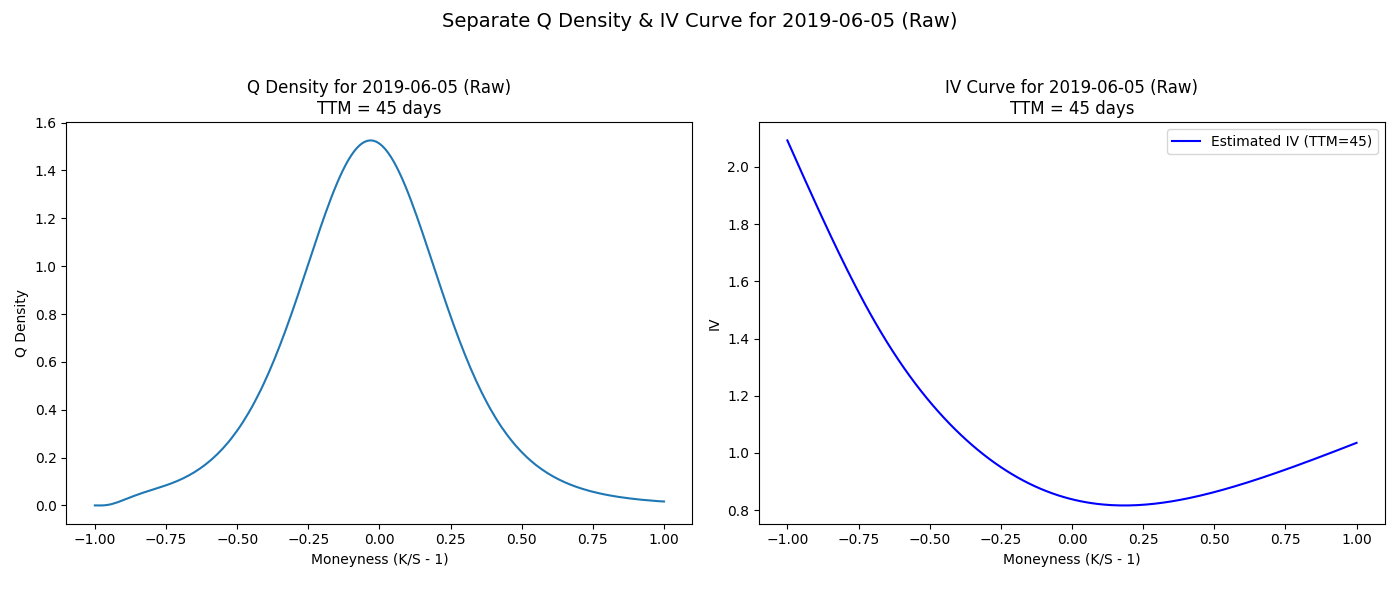 Separate Q Density & IV Curve for 2019-06-05 (Raw)
Q Density for 2019-06-05 (Raw)
TTM = 45 days
1.6
1.4
1.2
1.0
0.8
0.6
0.4
0.2
0.0
Q Density
−1.00 −0.75 −0.50 −0.25 0.00 0.25 0.50 0.75 1.00
Moneyness (K/S - 1)
IV Curve for 2019-06-05 (Raw)
TTM = 45 days
Estimated IV (TTM=45)
2.0
1.8
1.6
1.4
1.2
1.0
0.8
IV
−1.00 −0.75 −0.50 −0.25 0.00 0.25 0.50 0.75 1.00
Moneyness (K/S - 1)